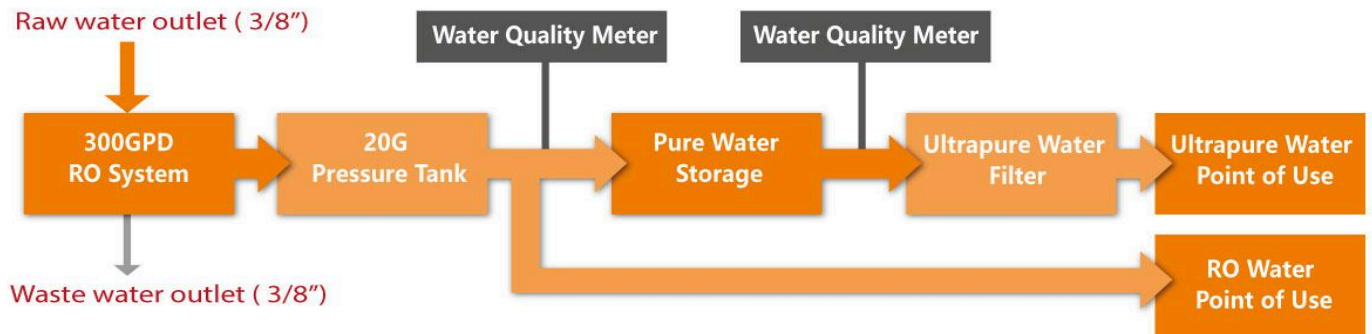 Raw water outlet ( 3/8”)
Water Quality Meter
Water Quality Meter
300GPD
RO System
20G
Pressure Tank
Pure Water
Storage
Ultrapure Water
Filter
Ultrapure Water
Point of Use
Waste water outlet ( 3/8”)
RO Water
Point of Use